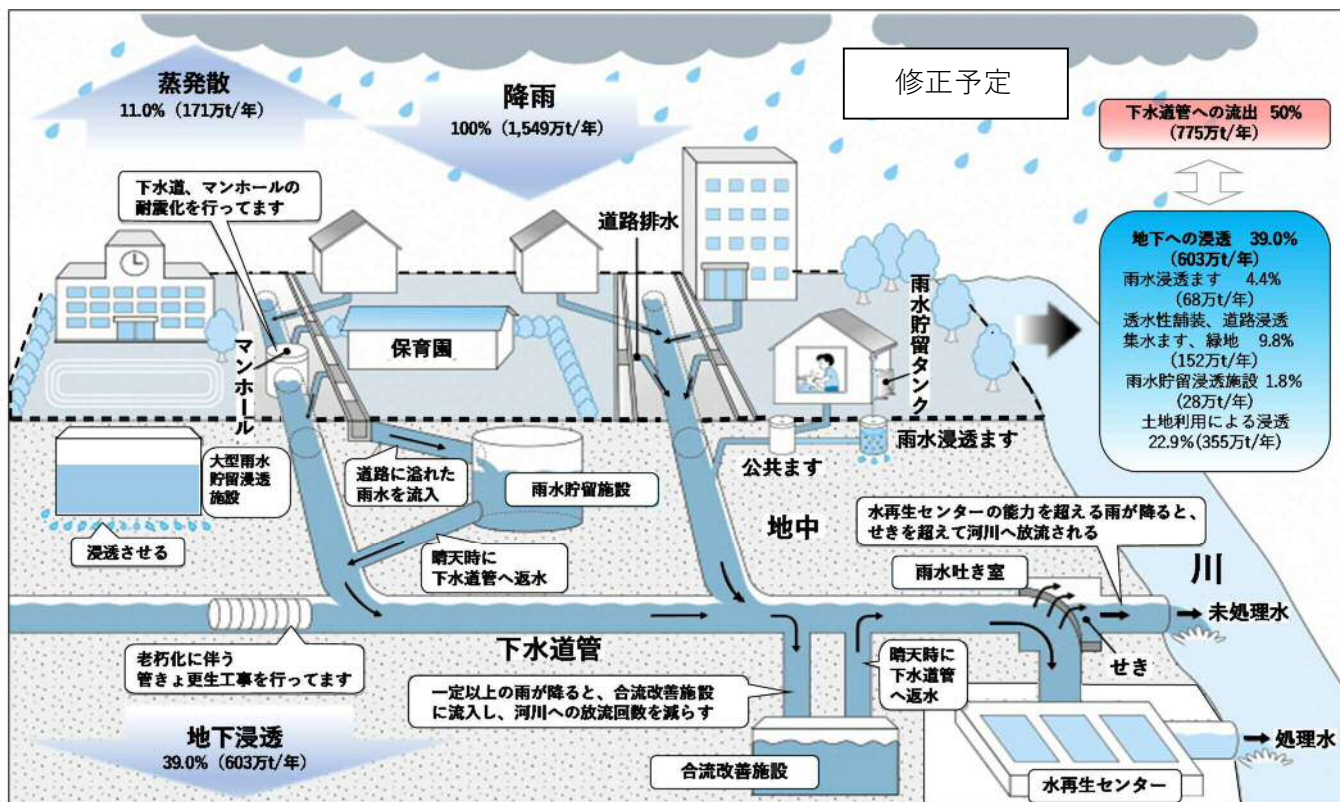 修正予定
蒸発散
11.0%（171万t/年）
降雨
100%（1,549万t/年）
下水道管への流出 50%
(775万t/年)
下水道、マンホールの
耐震化を行ってます
道路排水
地下への浸透 39.0%
(603万t/年)
雨水浸透ます 4.4%
(68万t/年)
透水性舗装、道路浸透
集水ます、緑地 9.8%
(152万t/年)
雨水貯留浸透施設 1.8%
(28万t/年)
土地利用による浸透
22.9%(355万t/年)
雨水貯留タンク
保育園
マンホール
雨水浸透ます
公共ます
大型雨水
貯留浸透
施設
浸透させる
道路に溢れた
雨水を流入
雨水貯留施設
晴天時に
下水道管へ返水
地中
水再生センターの能力を超える雨が降ると、
せきを超えて河川へ放流される
雨水吐き室
川
未処理水
せき
下水道管
老朽化に伴う
管きょ更生工事を行ってます
一定以上の雨が降ると、合流改善施設
に流入し、河川への放流回数を減らす
晴天時に
下水道管
へ返水
地下浸透
39.0%（603万t/年）
合流改善施設
水再生センター
処理水